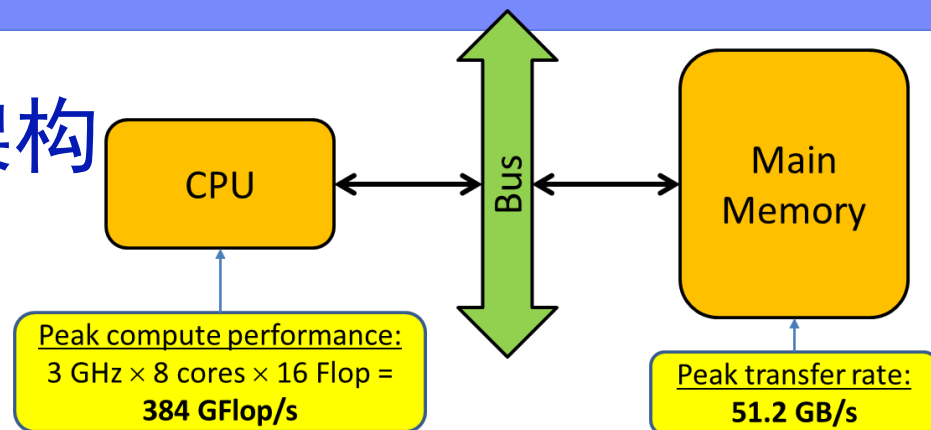 架构
CPU
Bus
Main
Memory
Peak compute performance:
3 GHz × 8 cores × 16 Flop =
384 GFlop/s
Peak transfer rate:
51.2 GB/s